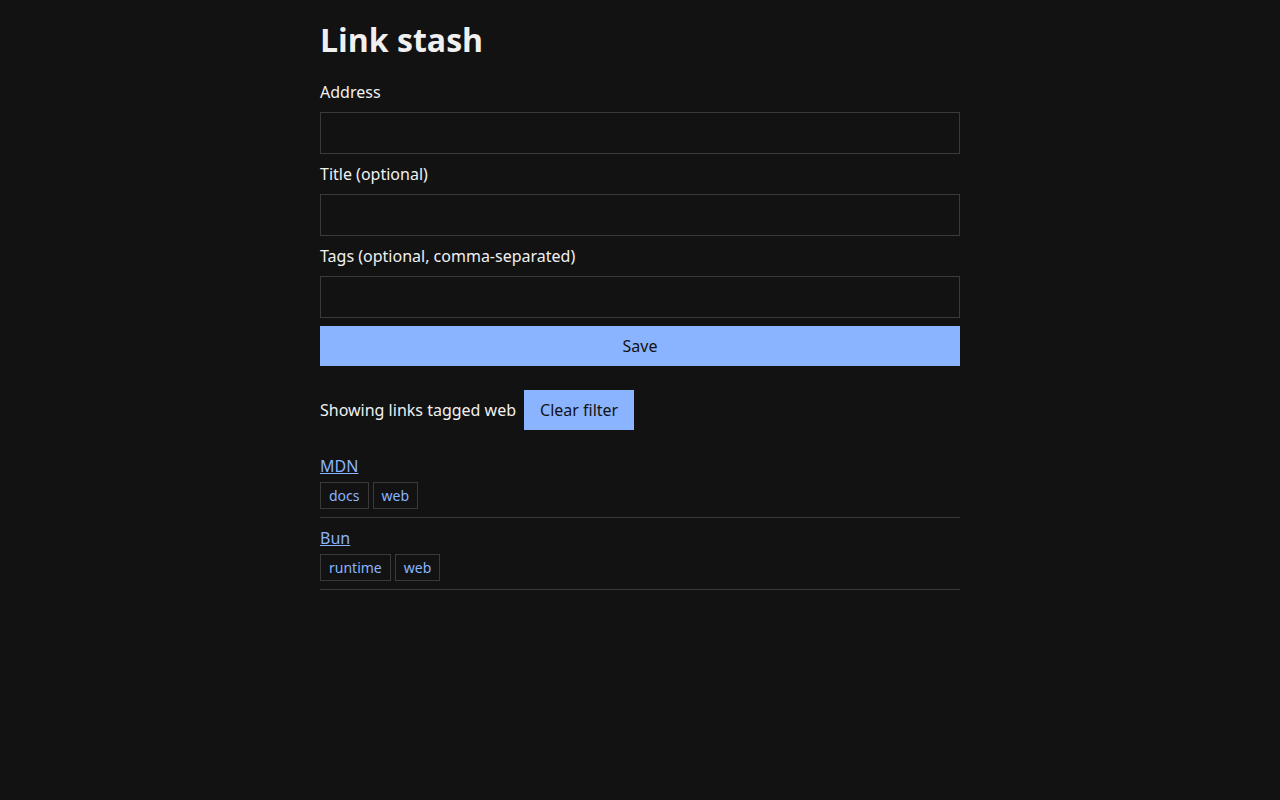 Link stash
Address
Title (optional)
Tags (optional, comma-separated)
Save
Showing links tagged web Clear filter
MDN
docs web
Bun
runtime web